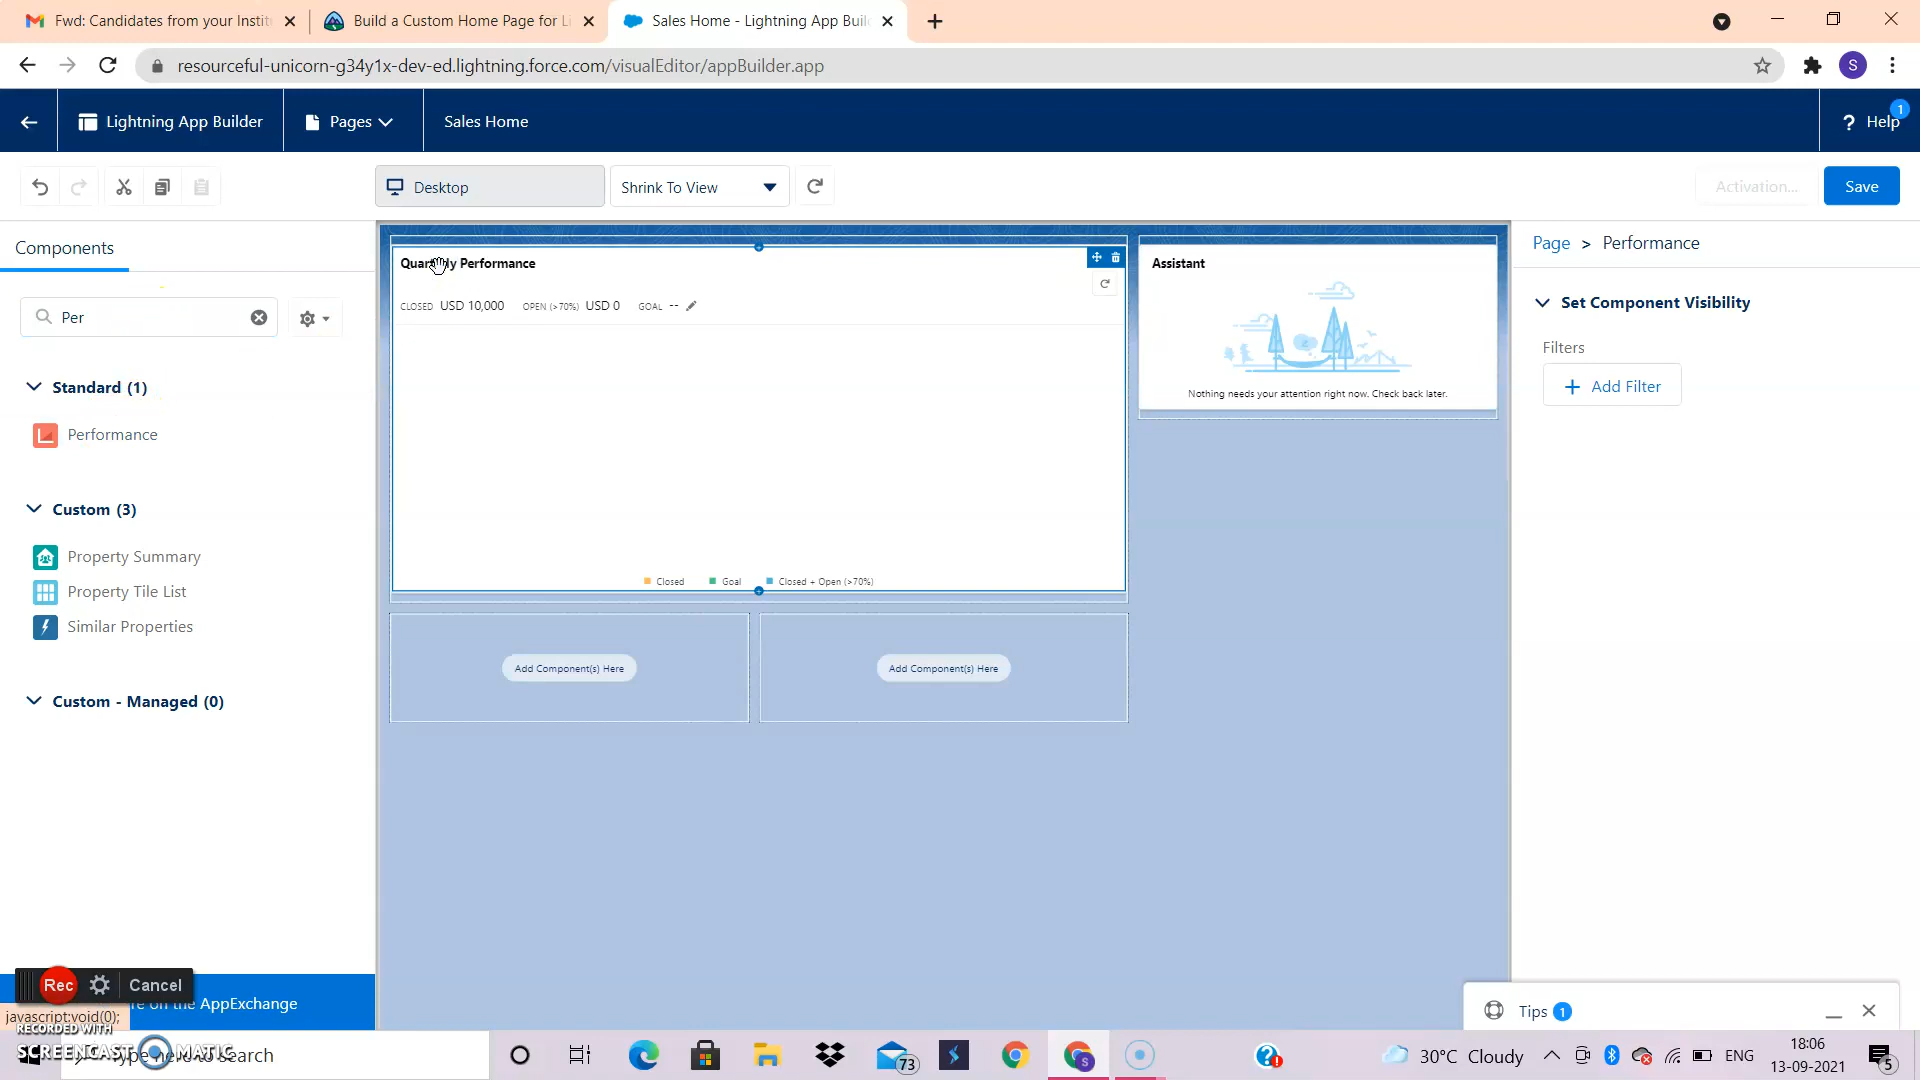 Fwd: Candidates from your Instit
Build a Custom Home Page for Li
Sales Home - Lightning App Buil
resourceful-unicorn-g34y1x-dev-ed.lightning.force.com/visualEditor/appBuilder.app
S
Lightning App Builder
Pages
Sales Home
? Help
1
Desktop
Shrink To View
Activation...
Save
Components
Per
Standard (1)
Performance
Custom (3)
Property Summary
Property Tile List
Similar Properties
Custom - Managed (0)
Quarterly Performance
CLOSED USD 10,000 OPEN (>70%) USD 0 GOAL --
Closed Goal Closed + Open (>70%)
Add Component(s) Here
Add Component(s) Here
Assistant
Nothing needs your attention right now. Check back later.
Page > Performance
Set Component Visibility
Filters
+ Add Filter
Tips 1
Rec Cancel
re on the AppExchange
javascript:void(0);
RECORDED WITH
SCREENCAST MATIC
Type here to search
73
S
30°C Cloudy
ENG
18:06
13-09-2021
5